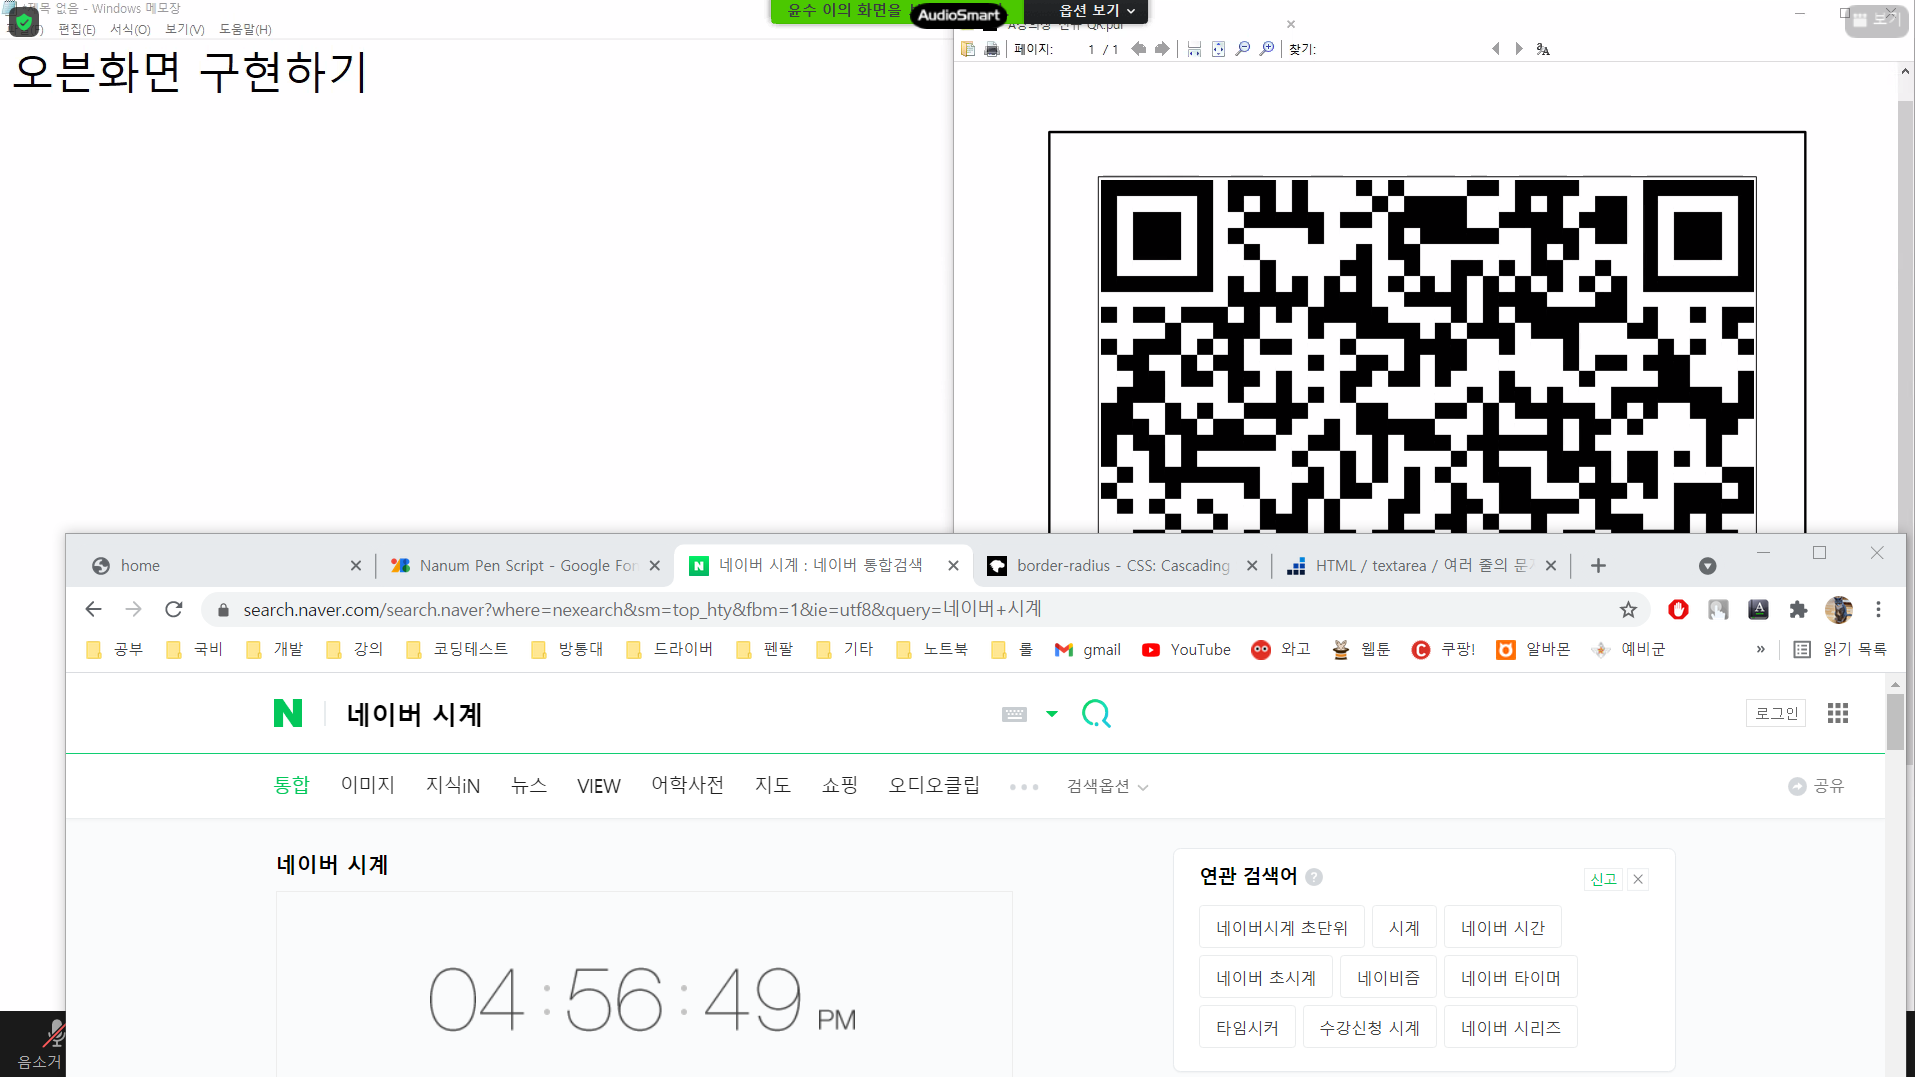 제목 없음 - Windows 메모장
편집(E) 서식(O) 보기(V) 도움말(H)
오븐화면 구현하기
윤수 이의 화면을
AudioSmart
옵션 보기
보기
페이지: 1 / 1
찾기:
home
Nanum Pen Script - Google Fon
네이버 시계 : 네이버 통합검색
border-radius - CSS: Cascading
HTML / textarea / 여러 줄의 문
search.naver.com/search.naver?where=nexearch&sm=top_hty&fbm=1&ie=utf8&query=네이버+시계
공부 국비 개발 강의 코딩테스트 방통대 드라이버 펜팔 기타 노트북 롤 gmail YouTube 와고 웹툰 쿠팡! 알바몬 예비군 » 읽기 목록
N 네이버 시계
로그인
통합 이미지 지식iN 뉴스 VIEW 어학사전 지도 쇼핑 오디오클립 검색옵션 공유
네이버 시계
04:56:49 PM
연관 검색어 ? 신고
네이버시계 초단위 시계 네이버 시간
네이버 초시계 네이비즘 네이버 타이머
타임시커 수강신청 시계 네이버 시리즈
음소거